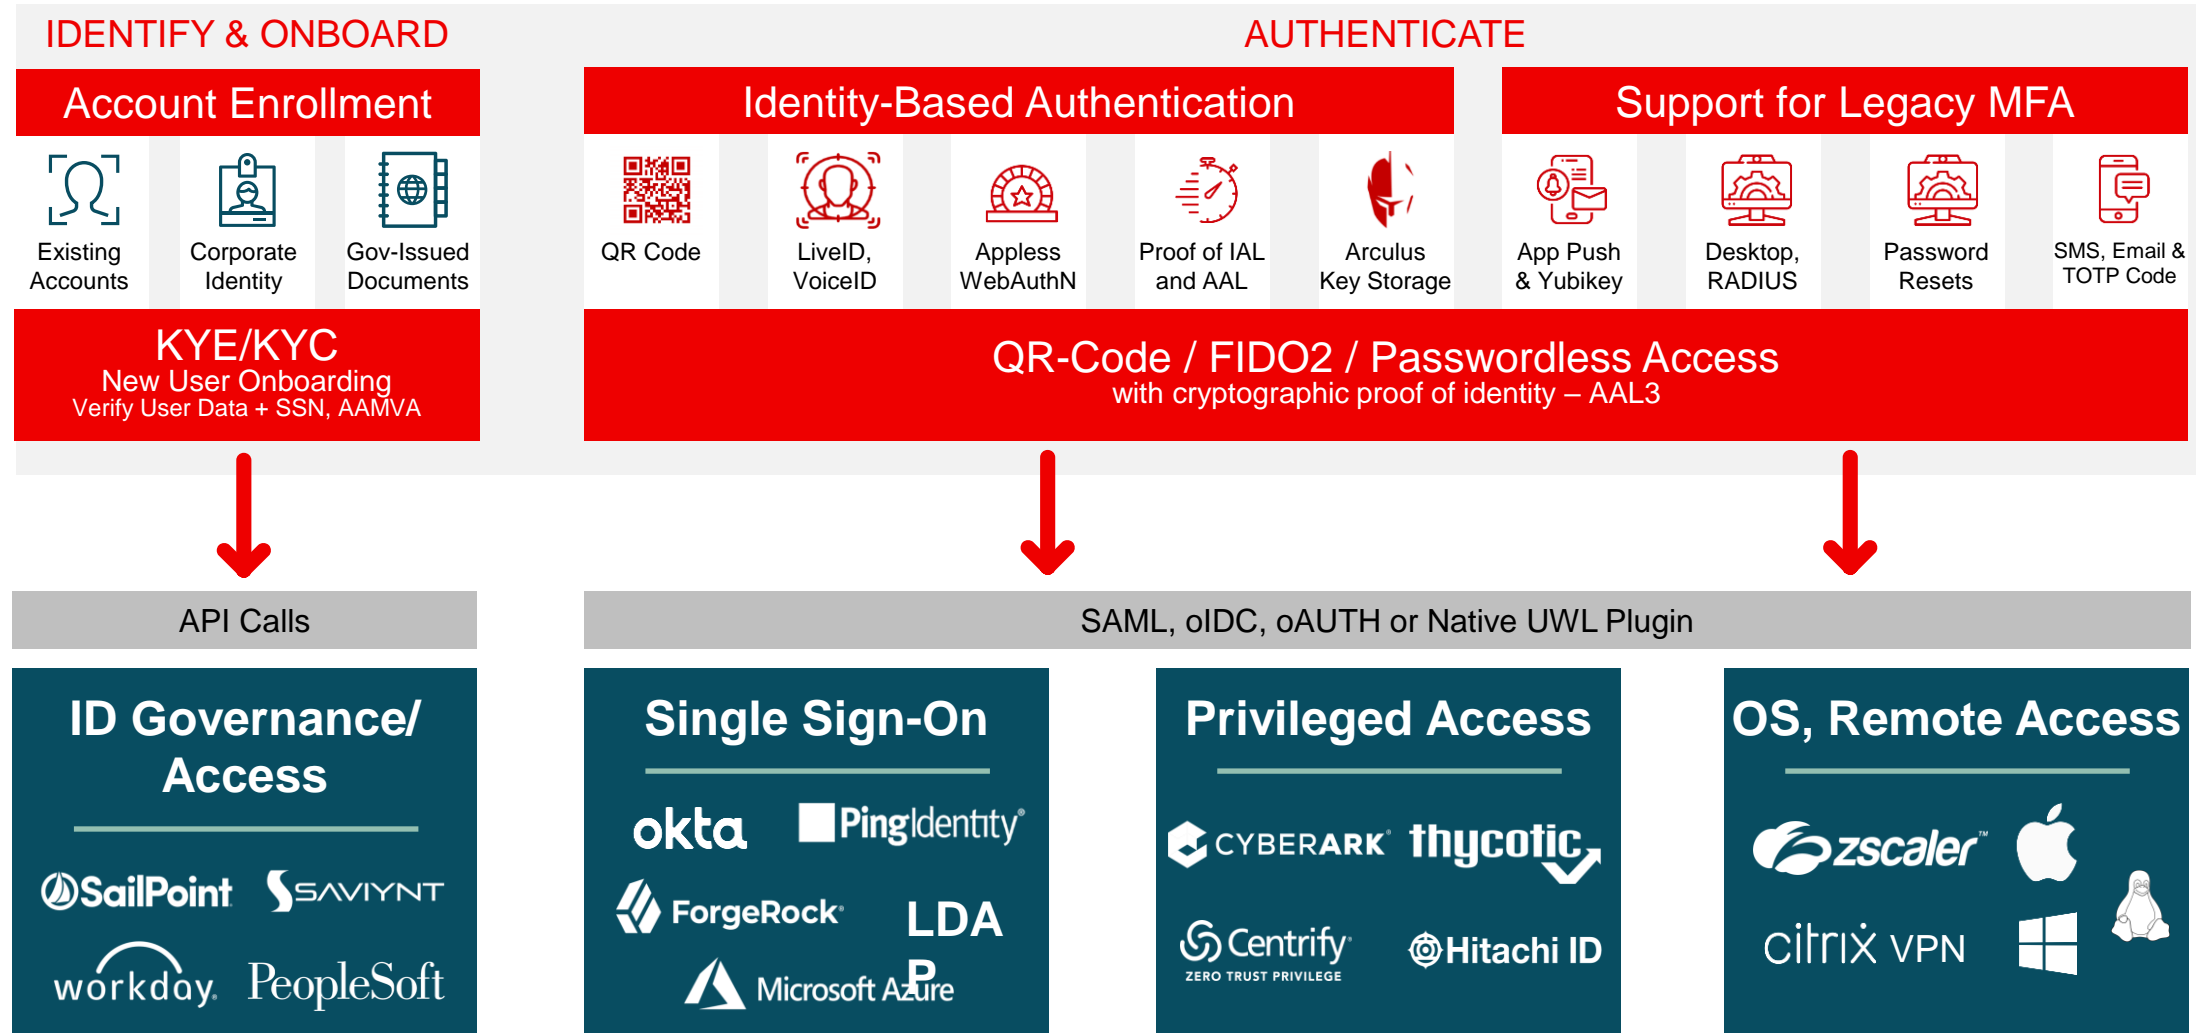 IDENTIFY & ONBOARD
AUTHENTICATE
Account Enrollment
Identity-Based Authentication
Support for Legacy MFA
Existing
Accounts
Corporate
Identity
Gov-Issued
Documents
QR Code
LiveID,
VoiceID
Appless
WebAuthN
Proof of IAL
and AAL
Arculus
Key Storage
App Push
& Yubikey
Desktop,
RADIUS
Password
Resets
SMS, Email &
TOTP Code
KYE/KYC
New User Onboarding
Verify User Data + SSN, AAMVA
QR-Code / FIDO2 / Passwordless Access
with cryptographic proof of identity – AAL3
API Calls
SAML, oIDC, oAUTH or Native UWL Plugin
ID Governance/
Access
SailPoint
SAVIYNT
workday.
PeopleSoft
Single Sign-On
okta
PingIdentity®
ForgeRock®
LDA
P
Microsoft Azure
Privileged Access
CYBERARK®
thycotic
Centrify®
ZERO TRUST PRIVILEGE
Hitachi ID
OS, Remote Access
zscaler™
citrix VPN